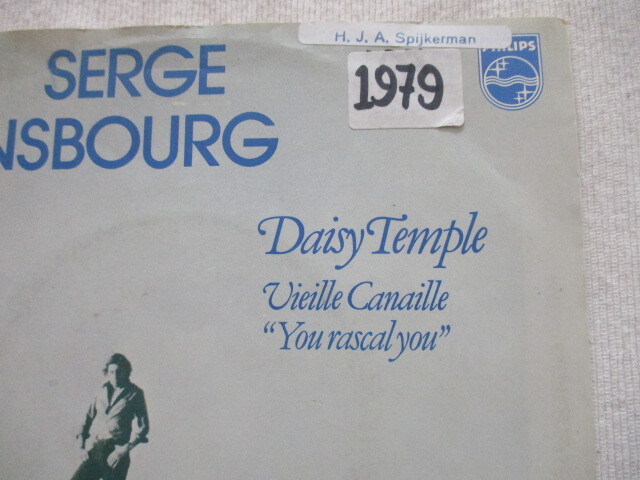 H. J. A. Spijkerman
SERGE
NSBOURG
1979
PHILIPS
Daisy Temple
Vieille Canaille
“You rascal you”